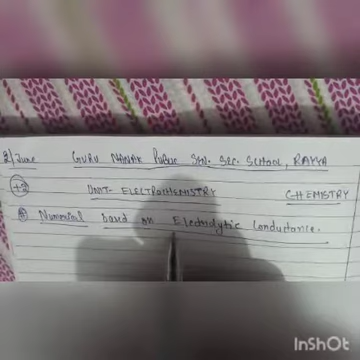 2/June GURU NANAK PUBLIC SEN. SEC. SCHOOL, RAYYA
+2 UNIT- ELECTROCHEMISTRY CHEMISTRY
Numerical based on Electrolytic Conductance.
InShOt